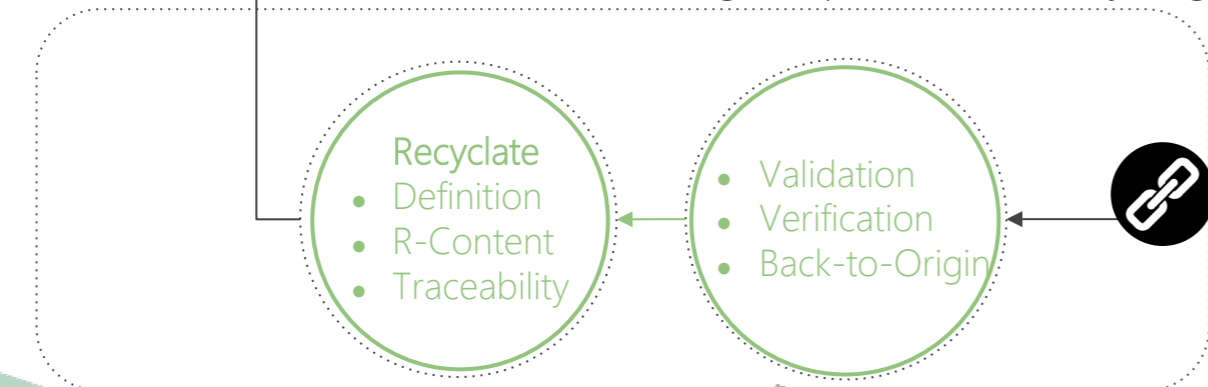 Recyclate
● Definition
● R-Content
● Traceability
● Validation
● Verification
● Back-to-Origin